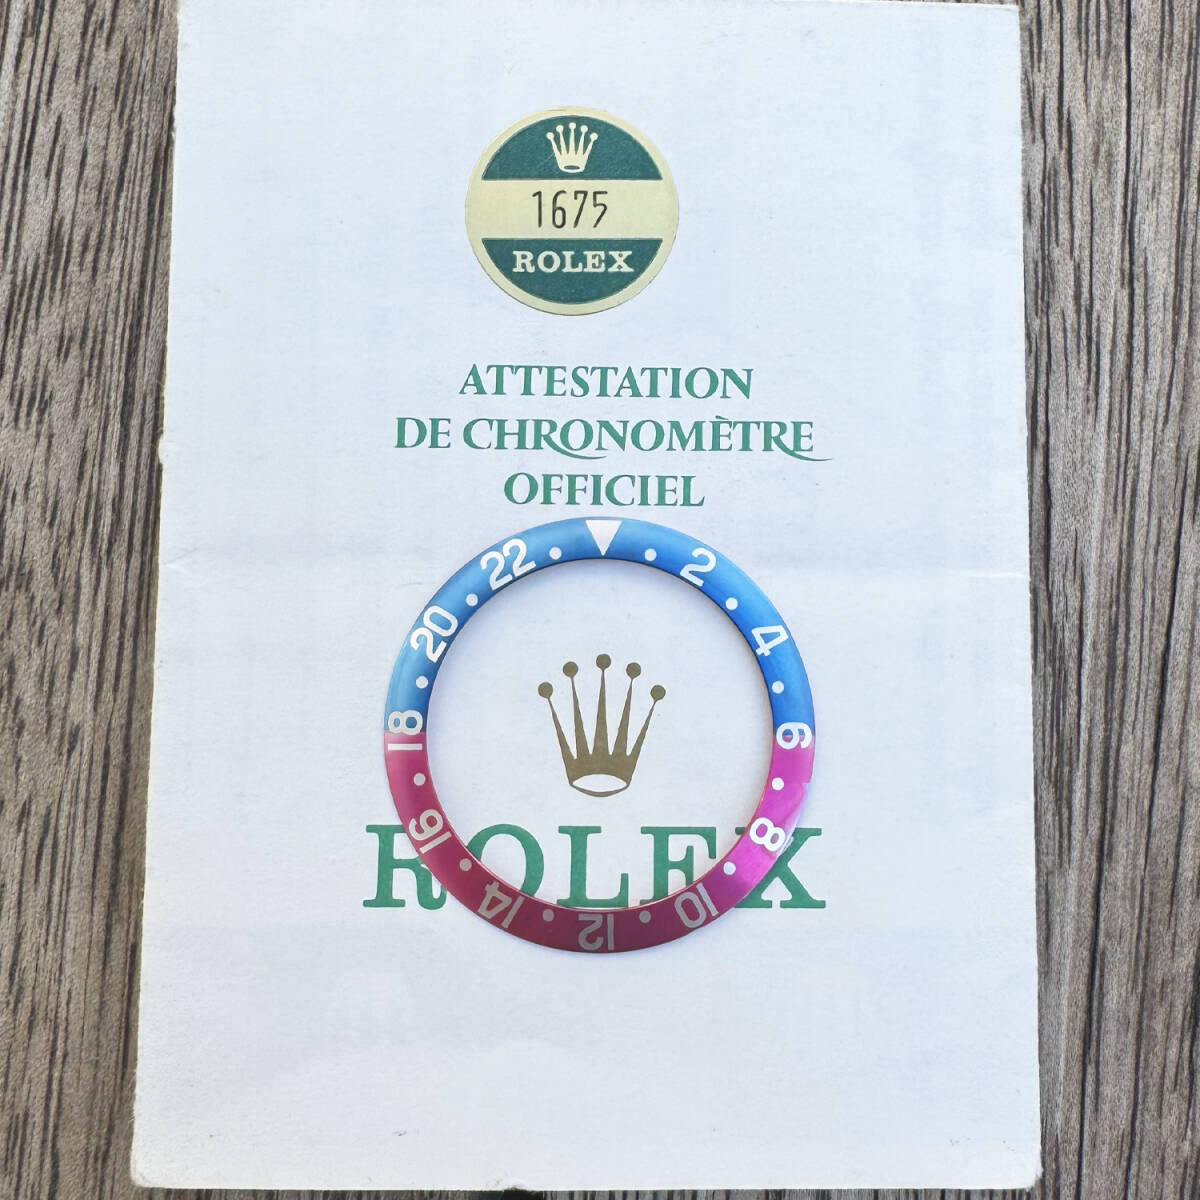 1675
ROLEX
ATTESTATION
DE CHRONOMÈTRE
OFFICIEL
2
4
6
8
10
12
14
16
18
20
22
ROLEX